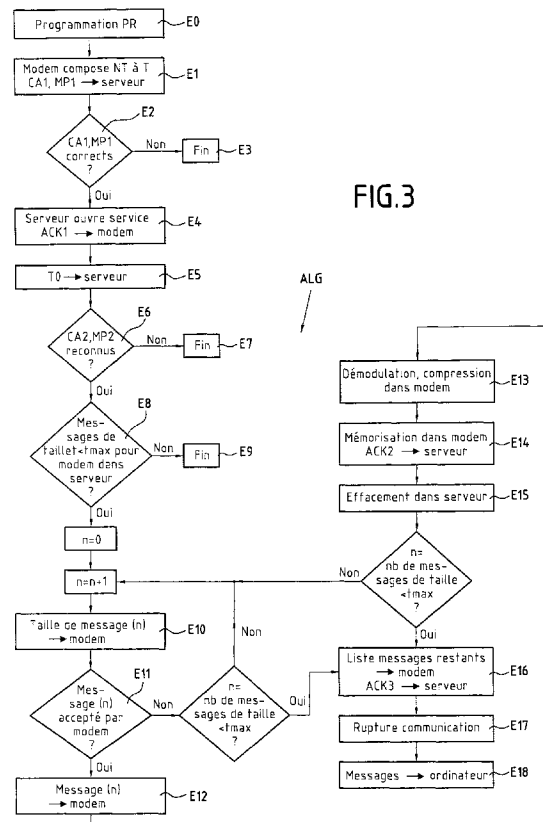 Programmation PR
E0
Modem compose NT à T
CA1, MP1 → serveur
E1
E2
CA1,MP1
corrects
?
Non
Fin
E3
Oui
Serveur ouvre service
ACK1 → modem
E4
T0 → serveur
E5
E6
CA2,MP2
reconnus
?
Non
Fin
E7
Oui
E8
Mes-
sages de
taillet<tmax pour
modem dans
serveur
?
Non
Fin
E9
Oui
n=0
n=n+1
Taille de message (n)
→ modem
E10
E11
Mes-
sage (n)
accepté par
modem
?
Non
Oui
Message (n)
→ modem
E12
n=
nb de mes-
sages de taille
<tmax
?
Non
Oui
FIG.3
ALG
Démodulation, compression
dans modem
E13
Mémorisation dans modem
ACK2 → serveur
E14
Effacement dans serveur
E15
n=
nb de mes-
sages de taille
<tmax
?
Non
Oui
Liste messages restants
→ modem
ACK3 → serveur
E16
Rupture communication
E17
Messages → ordinateur
E18